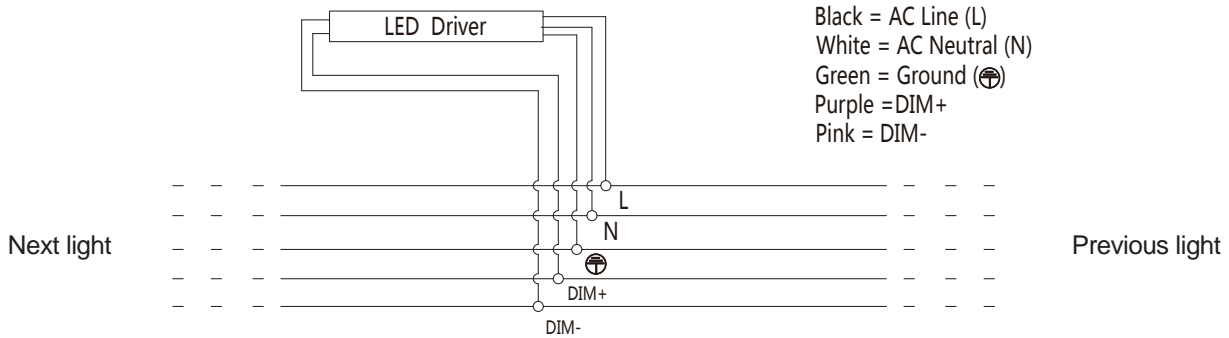 LED Driver
Black = AC Line (L)
White = AC Neutral (N)
Green = Ground (⏚)
Purple =DIM+
Pink = DIM-
L
N
Next light
Previous light
DIM+
DIM-